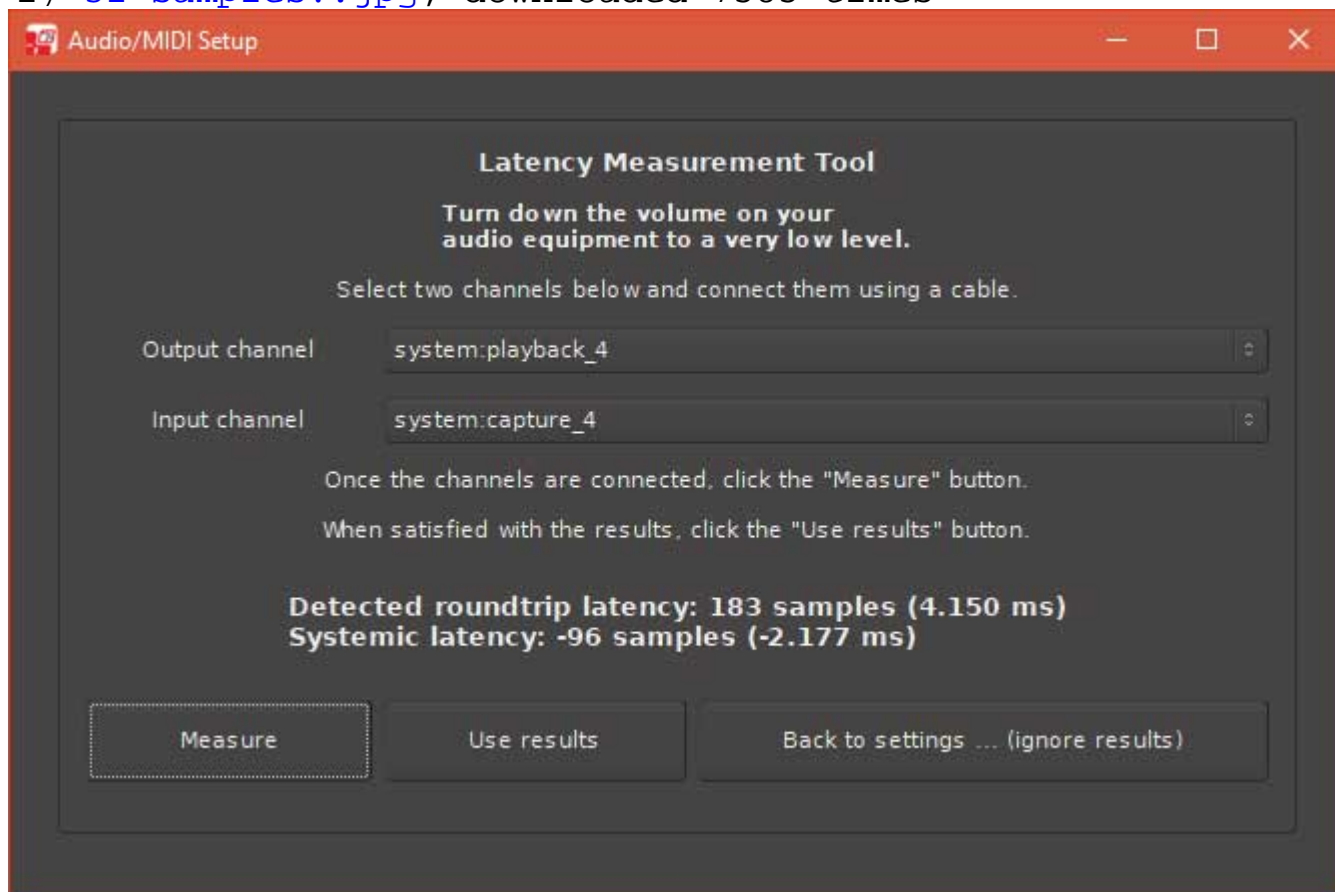 Audio/MIDI Setup
Latency Measurement Tool
Turn down the volume on your
audio equipment to a very low level.
Select two channels below and connect them using a cable.
Output channel system:playback_4
Input channel system:capture_4
Once the channels are connected, click the "Measure" button.
When satisfied with the results, click the "Use results" button.
Detected roundtrip latency: 183 samples (4.150 ms)
Systemic latency: -96 samples (-2.177 ms)
Measure Use results Back to settings ... (ignore results)